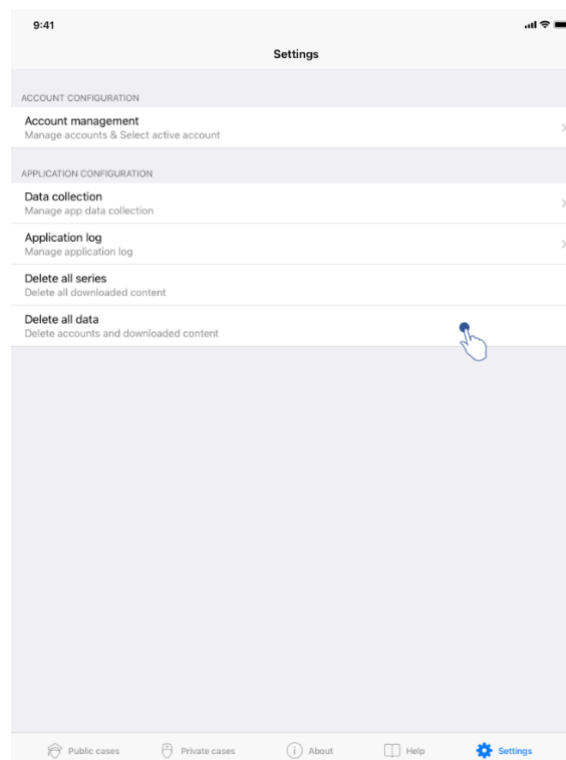 9:41
Settings
ACCOUNT CONFIGURATION
Account management
Manage accounts & Select active account
APPLICATION CONFIGURATION
Data collection
Manage app data collection
Application log
Manage application log
Delete all series
Delete all downloaded content
Delete all data
Delete accounts and downloaded content
Public cases Private cases About Help Settings